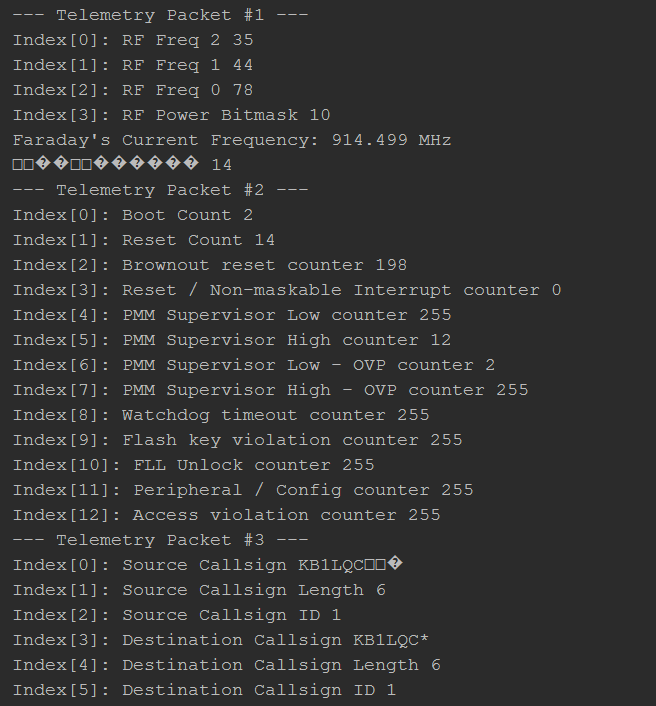 --- Telemetry Packet #1 ---
Index[0]: RF Freq 2 35
Index[1]: RF Freq 1 44
Index[2]: RF Freq 0 78
Index[3]: RF Power Bitmask 10
Faraday's Current Frequency: 914.499 MHz
□□��□□������ 14
--- Telemetry Packet #2 ---
Index[0]: Boot Count 2
Index[1]: Reset Count 14
Index[2]: Brownout reset counter 198
Index[3]: Reset / Non-maskable Interrupt counter 0
Index[4]: PMM Supervisor Low counter 255
Index[5]: PMM Supervisor High counter 12
Index[6]: PMM Supervisor Low - OVP counter 2
Index[7]: PMM Supervisor High - OVP counter 255
Index[8]: Watchdog timeout counter 255
Index[9]: Flash key violation counter 255
Index[10]: FLL Unlock counter 255
Index[11]: Peripheral / Config counter 255
Index[12]: Access violation counter 255
--- Telemetry Packet #3 ---
Index[0]: Source Callsign KB1LQC□□�
Index[1]: Source Callsign Length 6
Index[2]: Source Callsign ID 1
Index[3]: Destination Callsign KB1LQC*
Index[4]: Destination Callsign Length 6
Index[5]: Destination Callsign ID 1